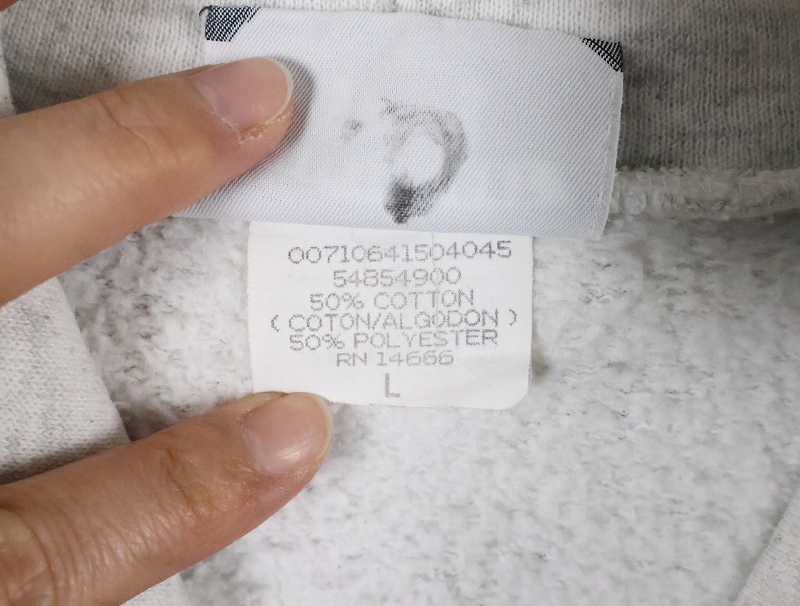 00710641504045
54854900
50% COTTON
( COTON/ALGODON )
50% POLYESTER
RN 14666
L